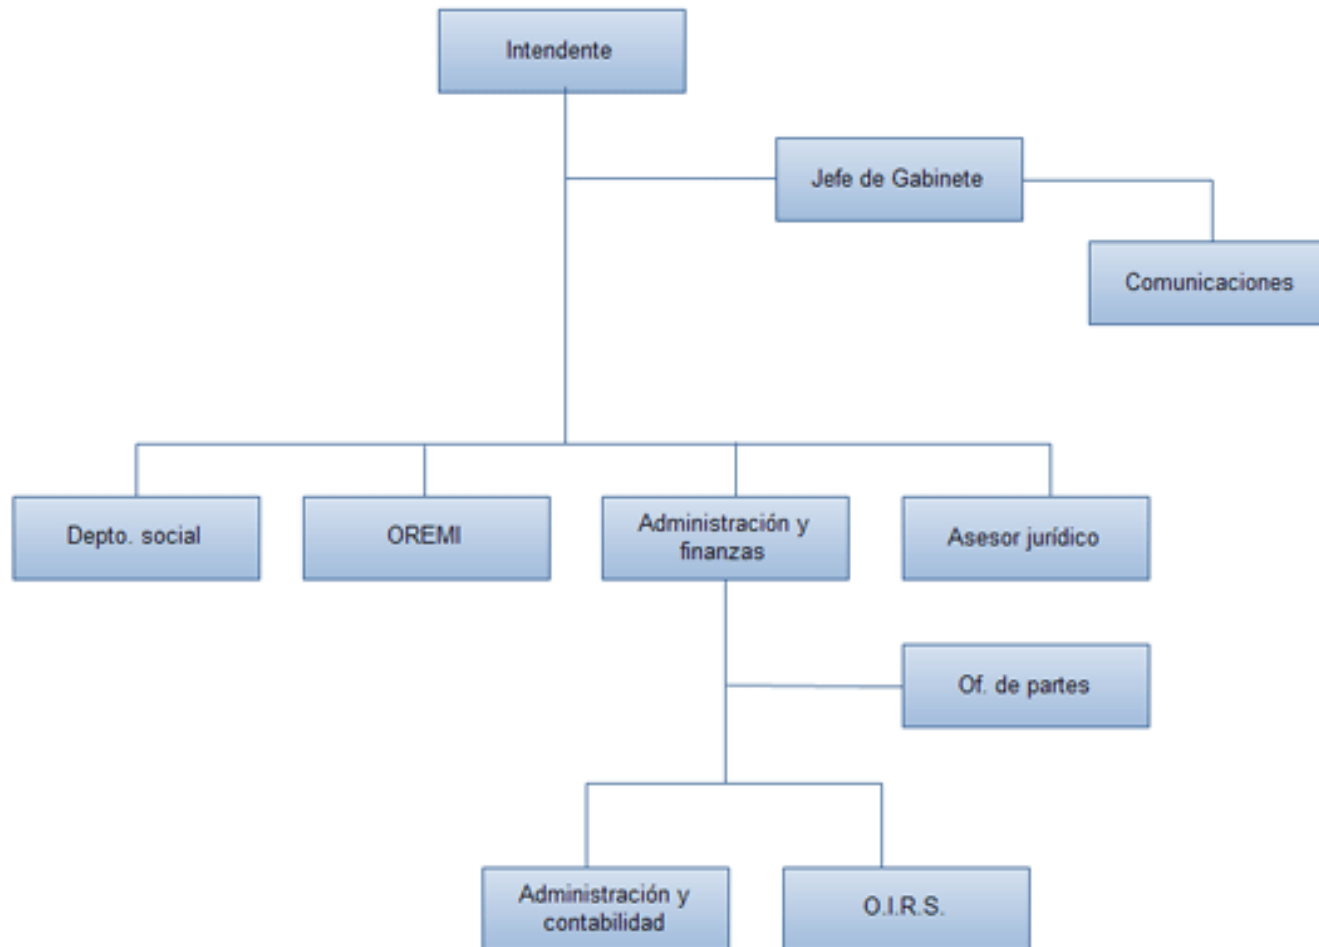 Intendente
Jefe de Gabinete
Comunicaciones
Depto. social
OREMI
Administración y
finanzas
Asesor jurídico
Of. de partes
Administración y
contabilidad
O.I.R.S.